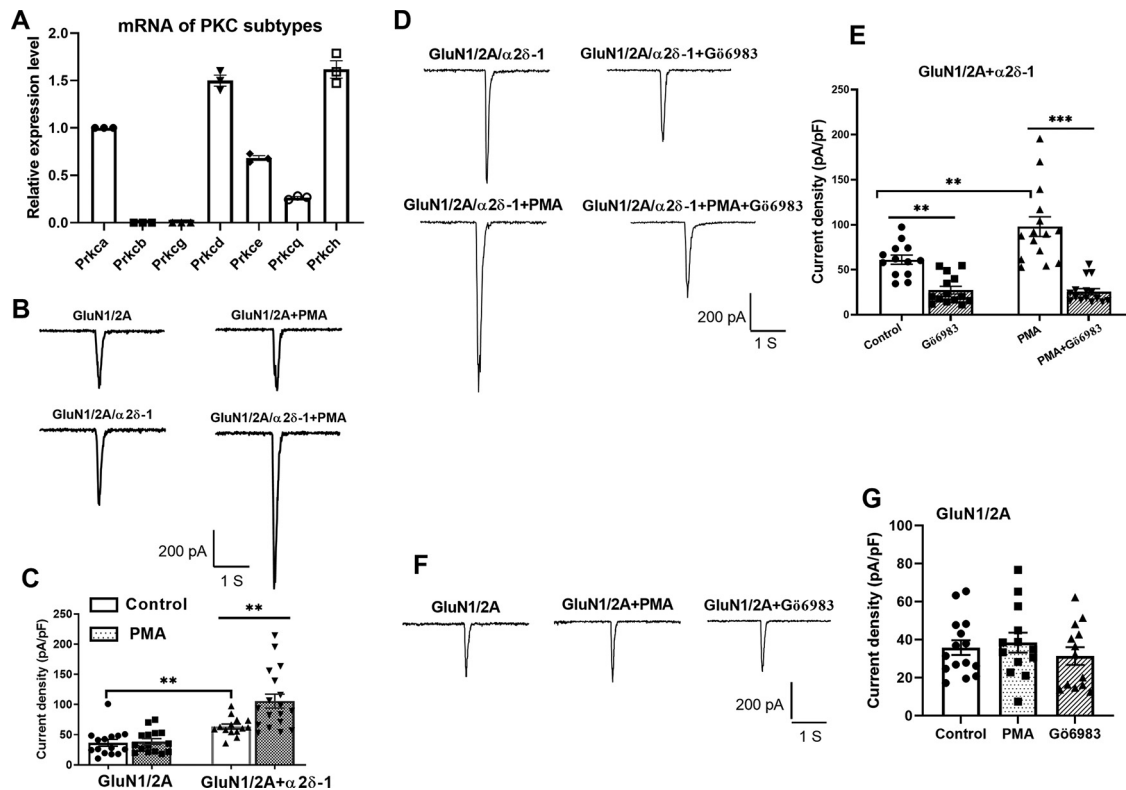 A
mRNA of PKC subtypes
Relative expression level
2.0
1.5
1.0
0.5
0.0
Prkca
Prkcb
Prkcg
Prkcd
Prkce
Prkcq
Prkch
B
GluN1/2A
GluN1/2A+PMA
GluN1/2A/α2δ-1
GluN1/2A/α2δ-1+PMA
200 pA
1 S
C
Control
PMA
Current density (pA/pF)
250
200
150
100
50
0
**
**
GluN1/2A
GluN1/2A+α2δ-1
D
GluN1/2A/α2δ-1
GluN1/2A/α2δ-1+Gö6983
GluN1/2A/α2δ-1+PMA
GluN1/2A/α2δ-1+PMA+Gö6983
200 pA
1 S
E
GluN1/2A+α2δ-1
Current density (pA/pF)
250
200
150
100
50
0
**
**
***
Control
Gö6983
PMA
PMA+Gö6983
F
GluN1/2A
GluN1/2A+PMA
GluN1/2A+Gö6983
200 pA
1 S
G
GluN1/2A
Current density (pA/pF)
100
80
60
40
20
0
Control
PMA
Gö6983